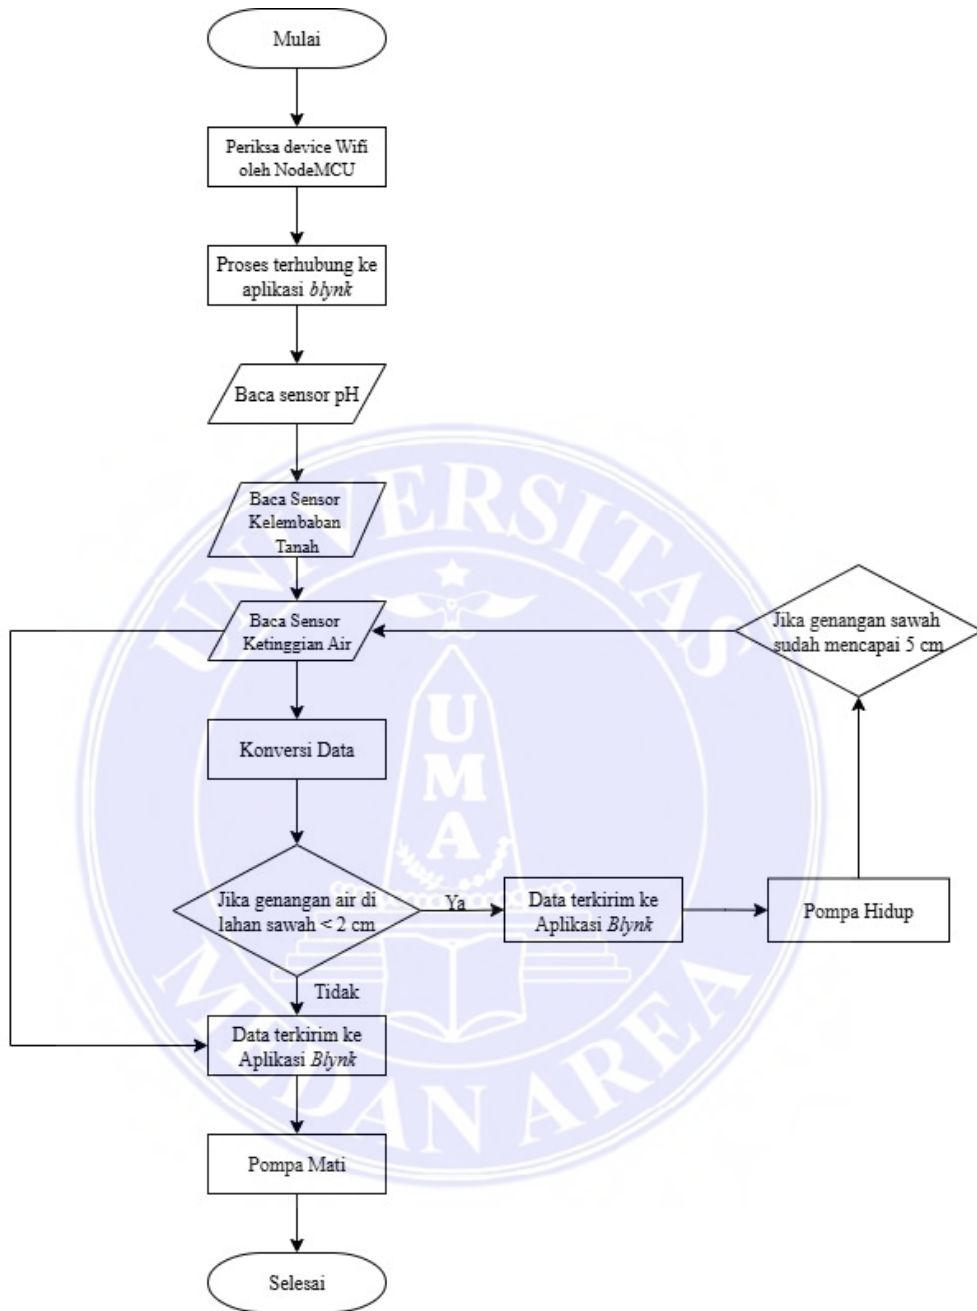 Mulai
Periksa device Wifi
oleh NodeMCU
Proses terhubung ke
aplikasi blynk
Baca sensor pH
Baca Sensor
Kelembaban
Tanah
Baca Sensor
Ketinggian Air
Jika genangan sawah
sudah mencapai 5 cm
Konversi Data
Jika genangan air di
lahan sawah < 2 cm
Ya
Data terkirim ke
Aplikasi Blynk
Pompa Hidup
Tidak
Data terkirim ke
Aplikasi Blynk
Pompa Mati
Selesai
UNIVERSITAS
UMA
MEDAN AREA